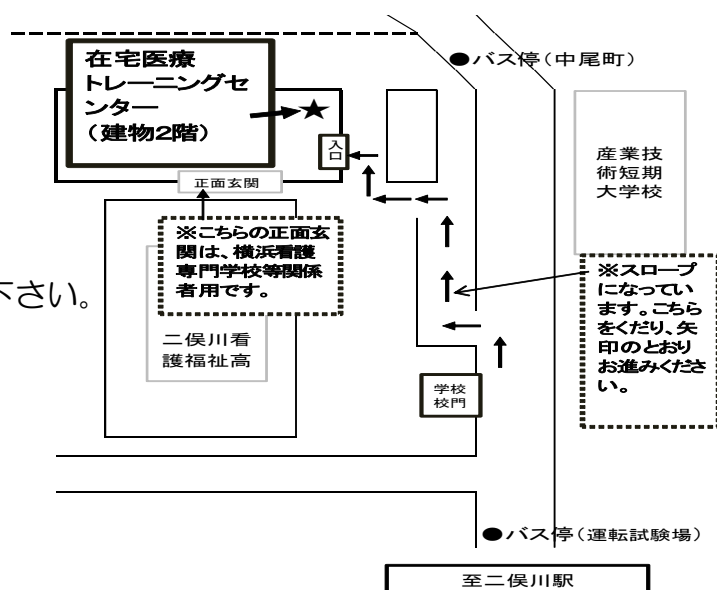 在宅医療
トレーニングセ
ンター
(建物2階)
●バス停(中尾町)
入口
産業技
術短期
大学校
正面玄関
※こちらの正面玄
関は、横浜看護
専門学校等関係
者用です。
※スロープ
になってい
ます。こちら
をくだり、矢
印のとおり
お進みくださ
い。
下さい。
二俣川看
護福祉高
学校
校門
●バス停(運転試験場)
至二俣川駅